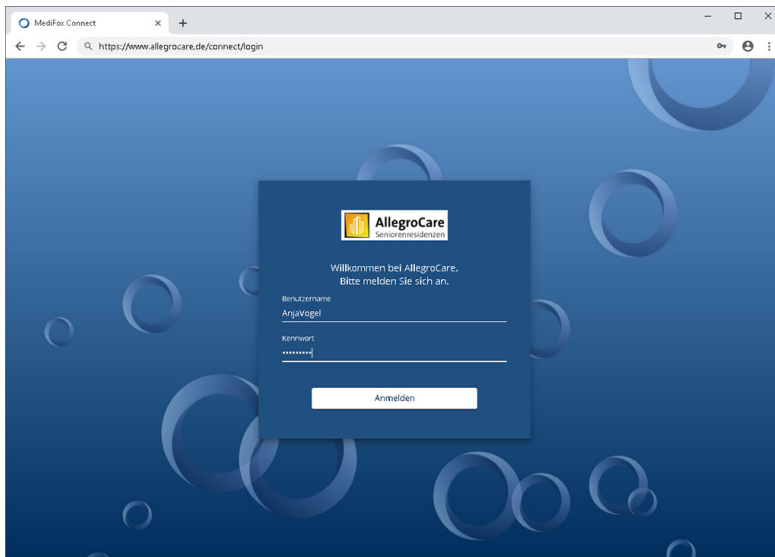 MediFox Connect
https://www.allegrocare.de/connect/login
AllegroCare
Seniorenresidenzen
Willkommen bei AllegroCare.
Bitte melden Sie sich an.
Benutzername
AnjaVogel
Kennwort
•••••••••
Anmelden